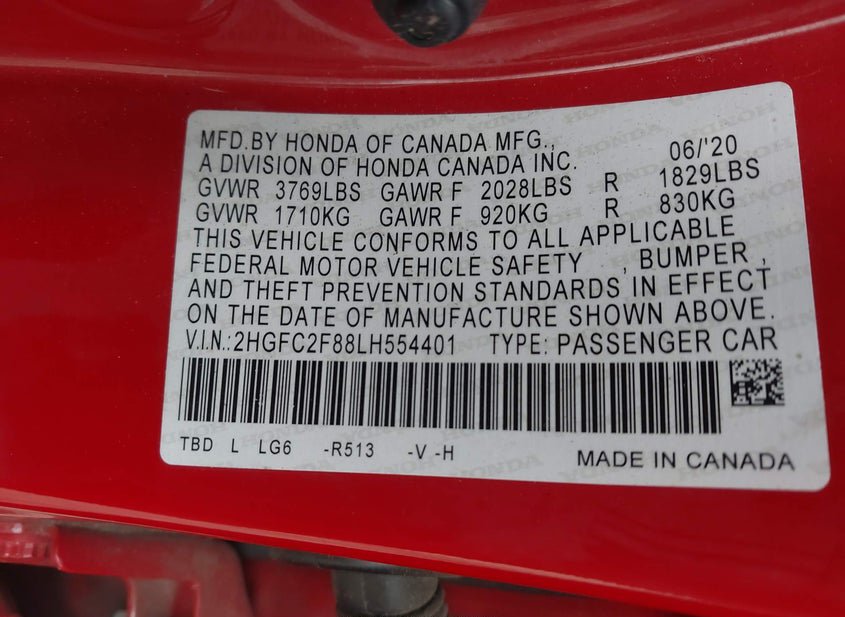 MFD.BY HONDA OF CANADA MFG., 06/'20
A DIVISION OF HONDA CANADA INC.
GVWR 3769LBS GAWR F 2028LBS R 1829LBS
GVWR 1710KG GAWR F 920KG R 830KG
THIS VEHICLE CONFORMS TO ALL APPLICABLE
FEDERAL MOTOR VEHICLE SAFETY , BUMPER ,
AND THEFT PREVENTION STANDARDS IN EFFECT
ON THE DATE OF MANUFACTURE SHOWN ABOVE.
V.I.N.: 2HGFC2F88LH554401 TYPE: PASSENGER CAR
TBD L LG6 -R513 -V -H
MADE IN CANADA